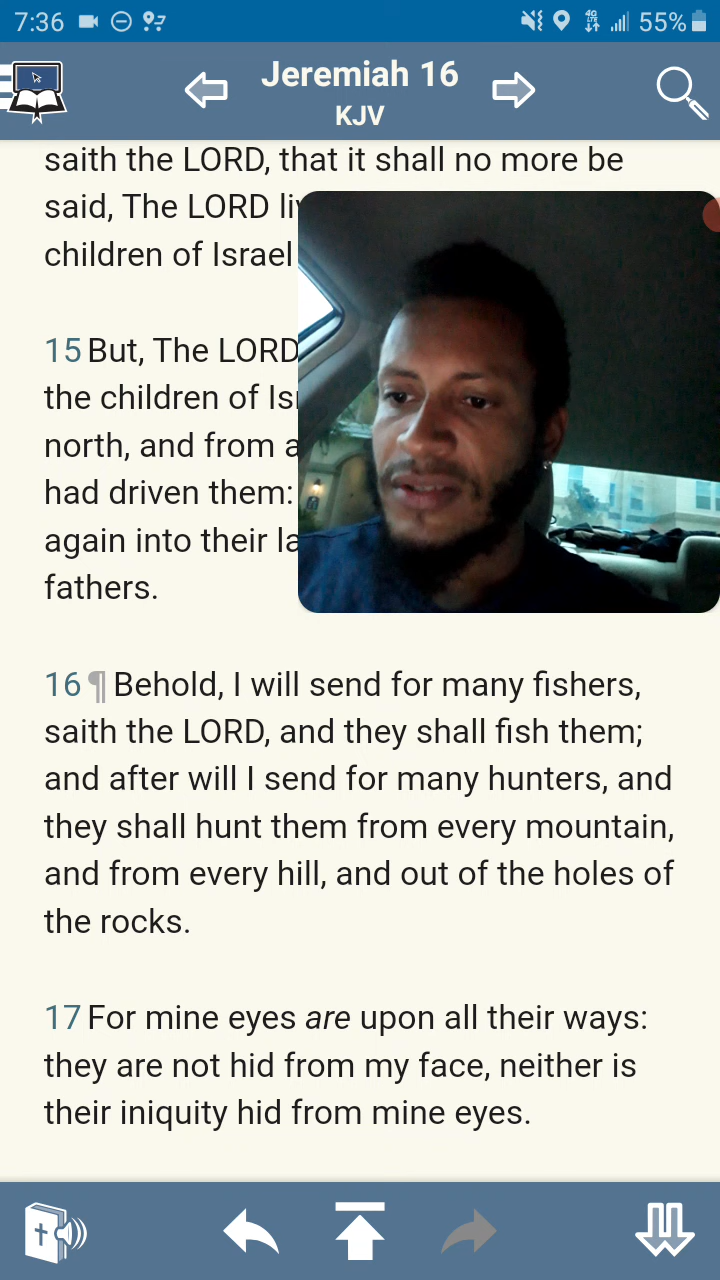 7:36
4G
LTE
55%
Jeremiah 16
KJV
saith the LORD, that it shall no more be
said, The LORD
children of Israel
15 But, The LORD
the children of
north, and from
had driven them:
again into their
fathers.
16 ¶ Behold, I will send for many fishers,
saith the LORD, and they shall fish them;
and after will I send for many hunters, and
they shall hunt them from every mountain,
and from every hill, and out of the holes of
the rocks.
17 For mine eyes are upon all their ways:
they are not hid from my face, neither is
their iniquity hid from mine eyes.